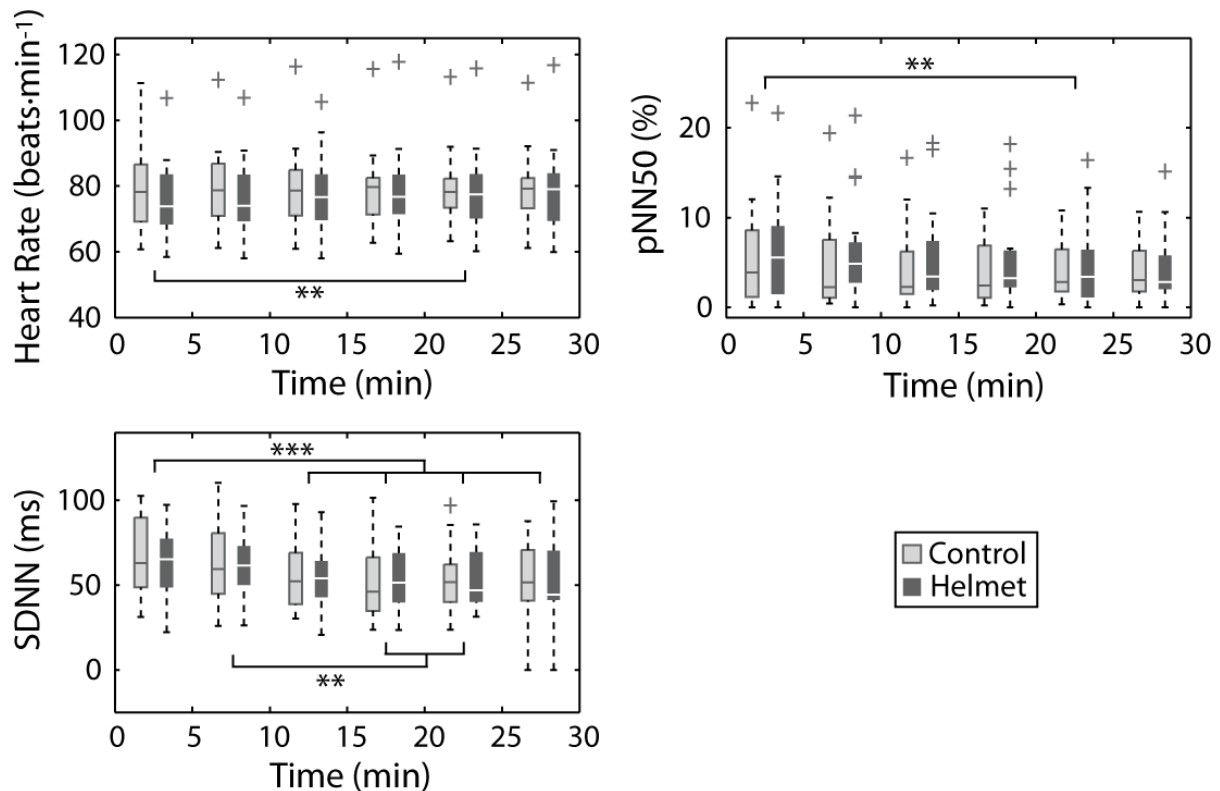 Heart Rate (beats·min⁻¹)
120
100
80
60
40
**
0 5 10 15 20 25 30
Time (min)
pNN50 (%)
20
10
0
**
0 5 10 15 20 25 30
Time (min)
SDNN (ms)
100
50
0
***
**
0 5 10 15 20 25 30
Time (min)
Control
Helmet